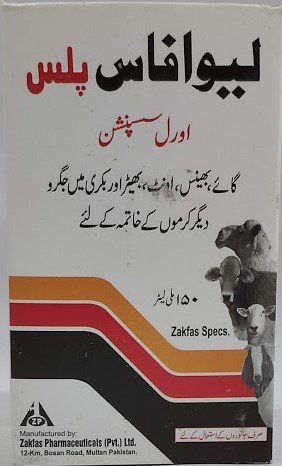 لیوافاس پلس
اورل سسپنشن
گائے، بھینس، اونٹ، بھیڑ اور بکری میں جگر و
دیگر کرموں کے خاتمہ کے لئے
۱۵۰ ملی لیٹر
Zakfas Specs.
ZP
Manufactured by:
Zakfas Pharmaceuticals (Pvt.) Ltd.
12-Km, Bosan Road, Multan Pakistan.
صرف جانوروں کے استعمال کے لئے